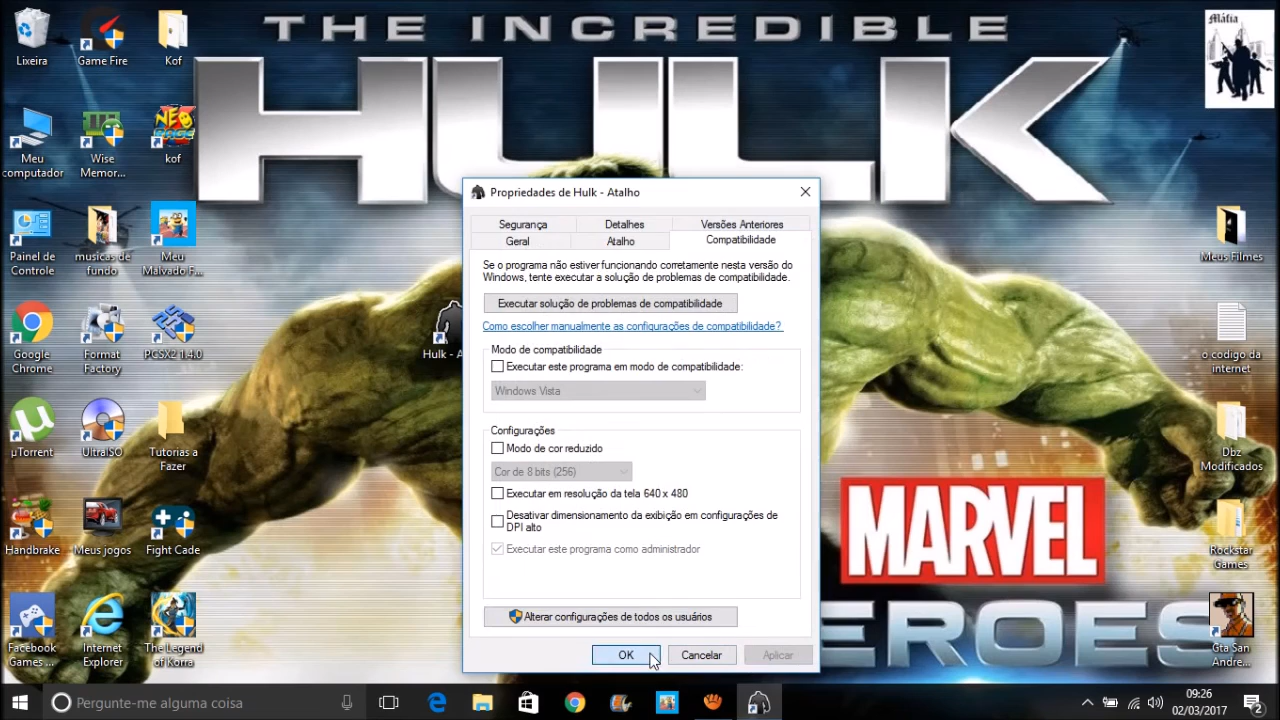 THE INCREDIBLE
HULK
Máfia
Lixeira
Game Fire
Kof
Meu
computador
Wise
Memor...
kof
Painel de
Controle
musicas de
fundo
Meu
Malvado F...
Google
Chrome
Format
Factory
PCSX2 1.4.0
µTorrent
UltraISO
Tutorias a
Fazer
Handbrake
Meus jogos
Fight Cade
Facebook
Games ...
Internet
Explorer
The Legend
of Korra
Hulk - A
Propriedades de Hulk - Atalho
Segurança
Detalhes
Versões Anteriores
Geral
Atalho
Compatibilidade
Se o programa não estiver funcionando corretamente nesta versão do
Windows, tente executar a solução de problemas de compatibilidade.
Executar solução de problemas de compatibilidade
Como escolher manualmente as configurações de compatibilidade?
Modo de compatibilidade
Executar este programa em modo de compatibilidade:
Windows Vista
Configurações
Modo de cor reduzido
Cor de 8 bits (256)
Executar em resolução da tela 640 x 480
Desativar dimensionamento da exibição em configurações de
DPI alto
Executar este programa como administrador
Alterar configurações de todos os usuários
OK
Cancelar
Aplicar
MARVEL
EROES
Meus Filmes
o codigo da
internet
Dbz
Modificados
Rockstar
Games
Gta San
Andre...
Pergunte-me alguma coisa
09:26
02/03/2017
2